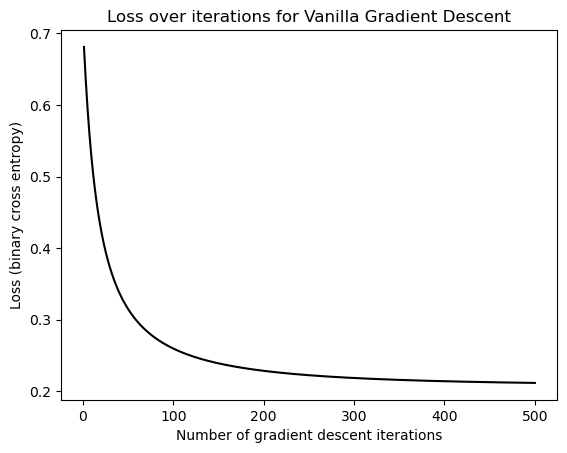 Loss over iterations for Vanilla Gradient Descent
0.7
0.6
0.5
0.4
0.3
0.2
Loss (binary cross entropy)
0 100 200 300 400 500
Number of gradient descent iterations